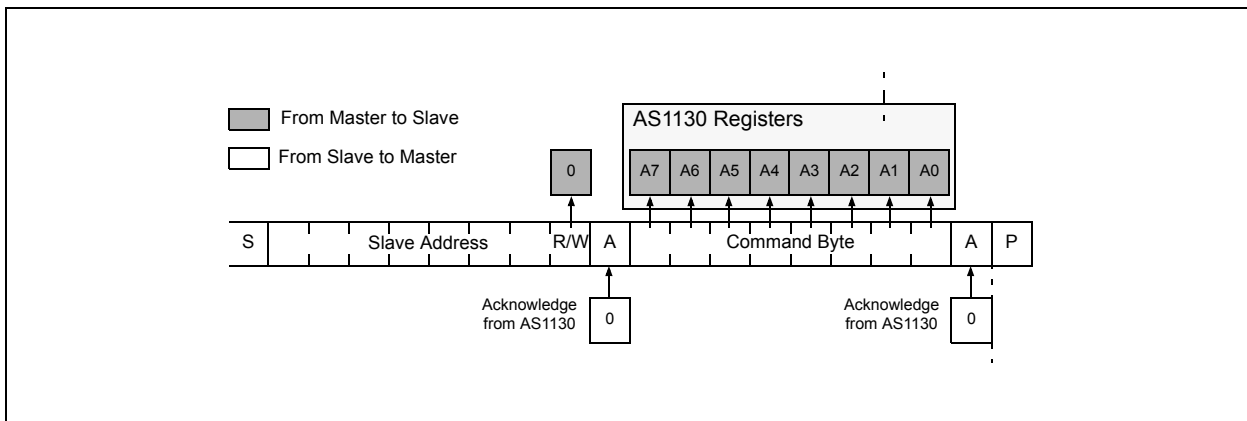 From Master to Slave
AS1130 Registers
From Slave to Master
0 A7 A6 A5 A4 A3 A2 A1 A0
S Slave Address R/W A Command Byte A P
Acknowledge
from AS1130
0
Acknowledge
from AS1130
0